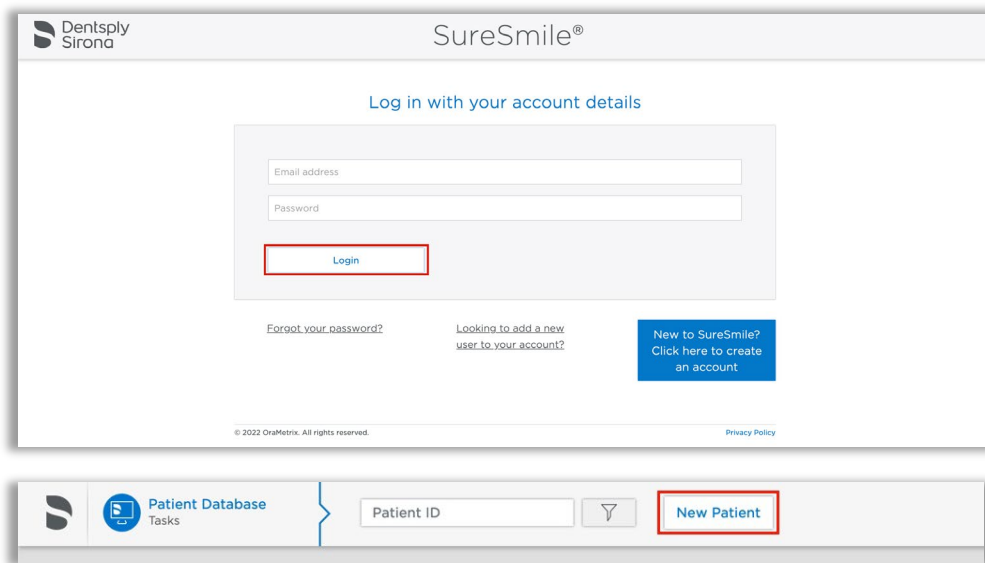 Dentsply
Sirona
SureSmile®
Log in with your account details
Email address
Password
Login
Forgot your password?
Looking to add a new
user to your account?
New to SureSmile?
Click here to create
an account
© 2022 OraMetrix. All rights reserved.
Privacy Policy
Patient Database
Tasks
Patient ID
New Patient